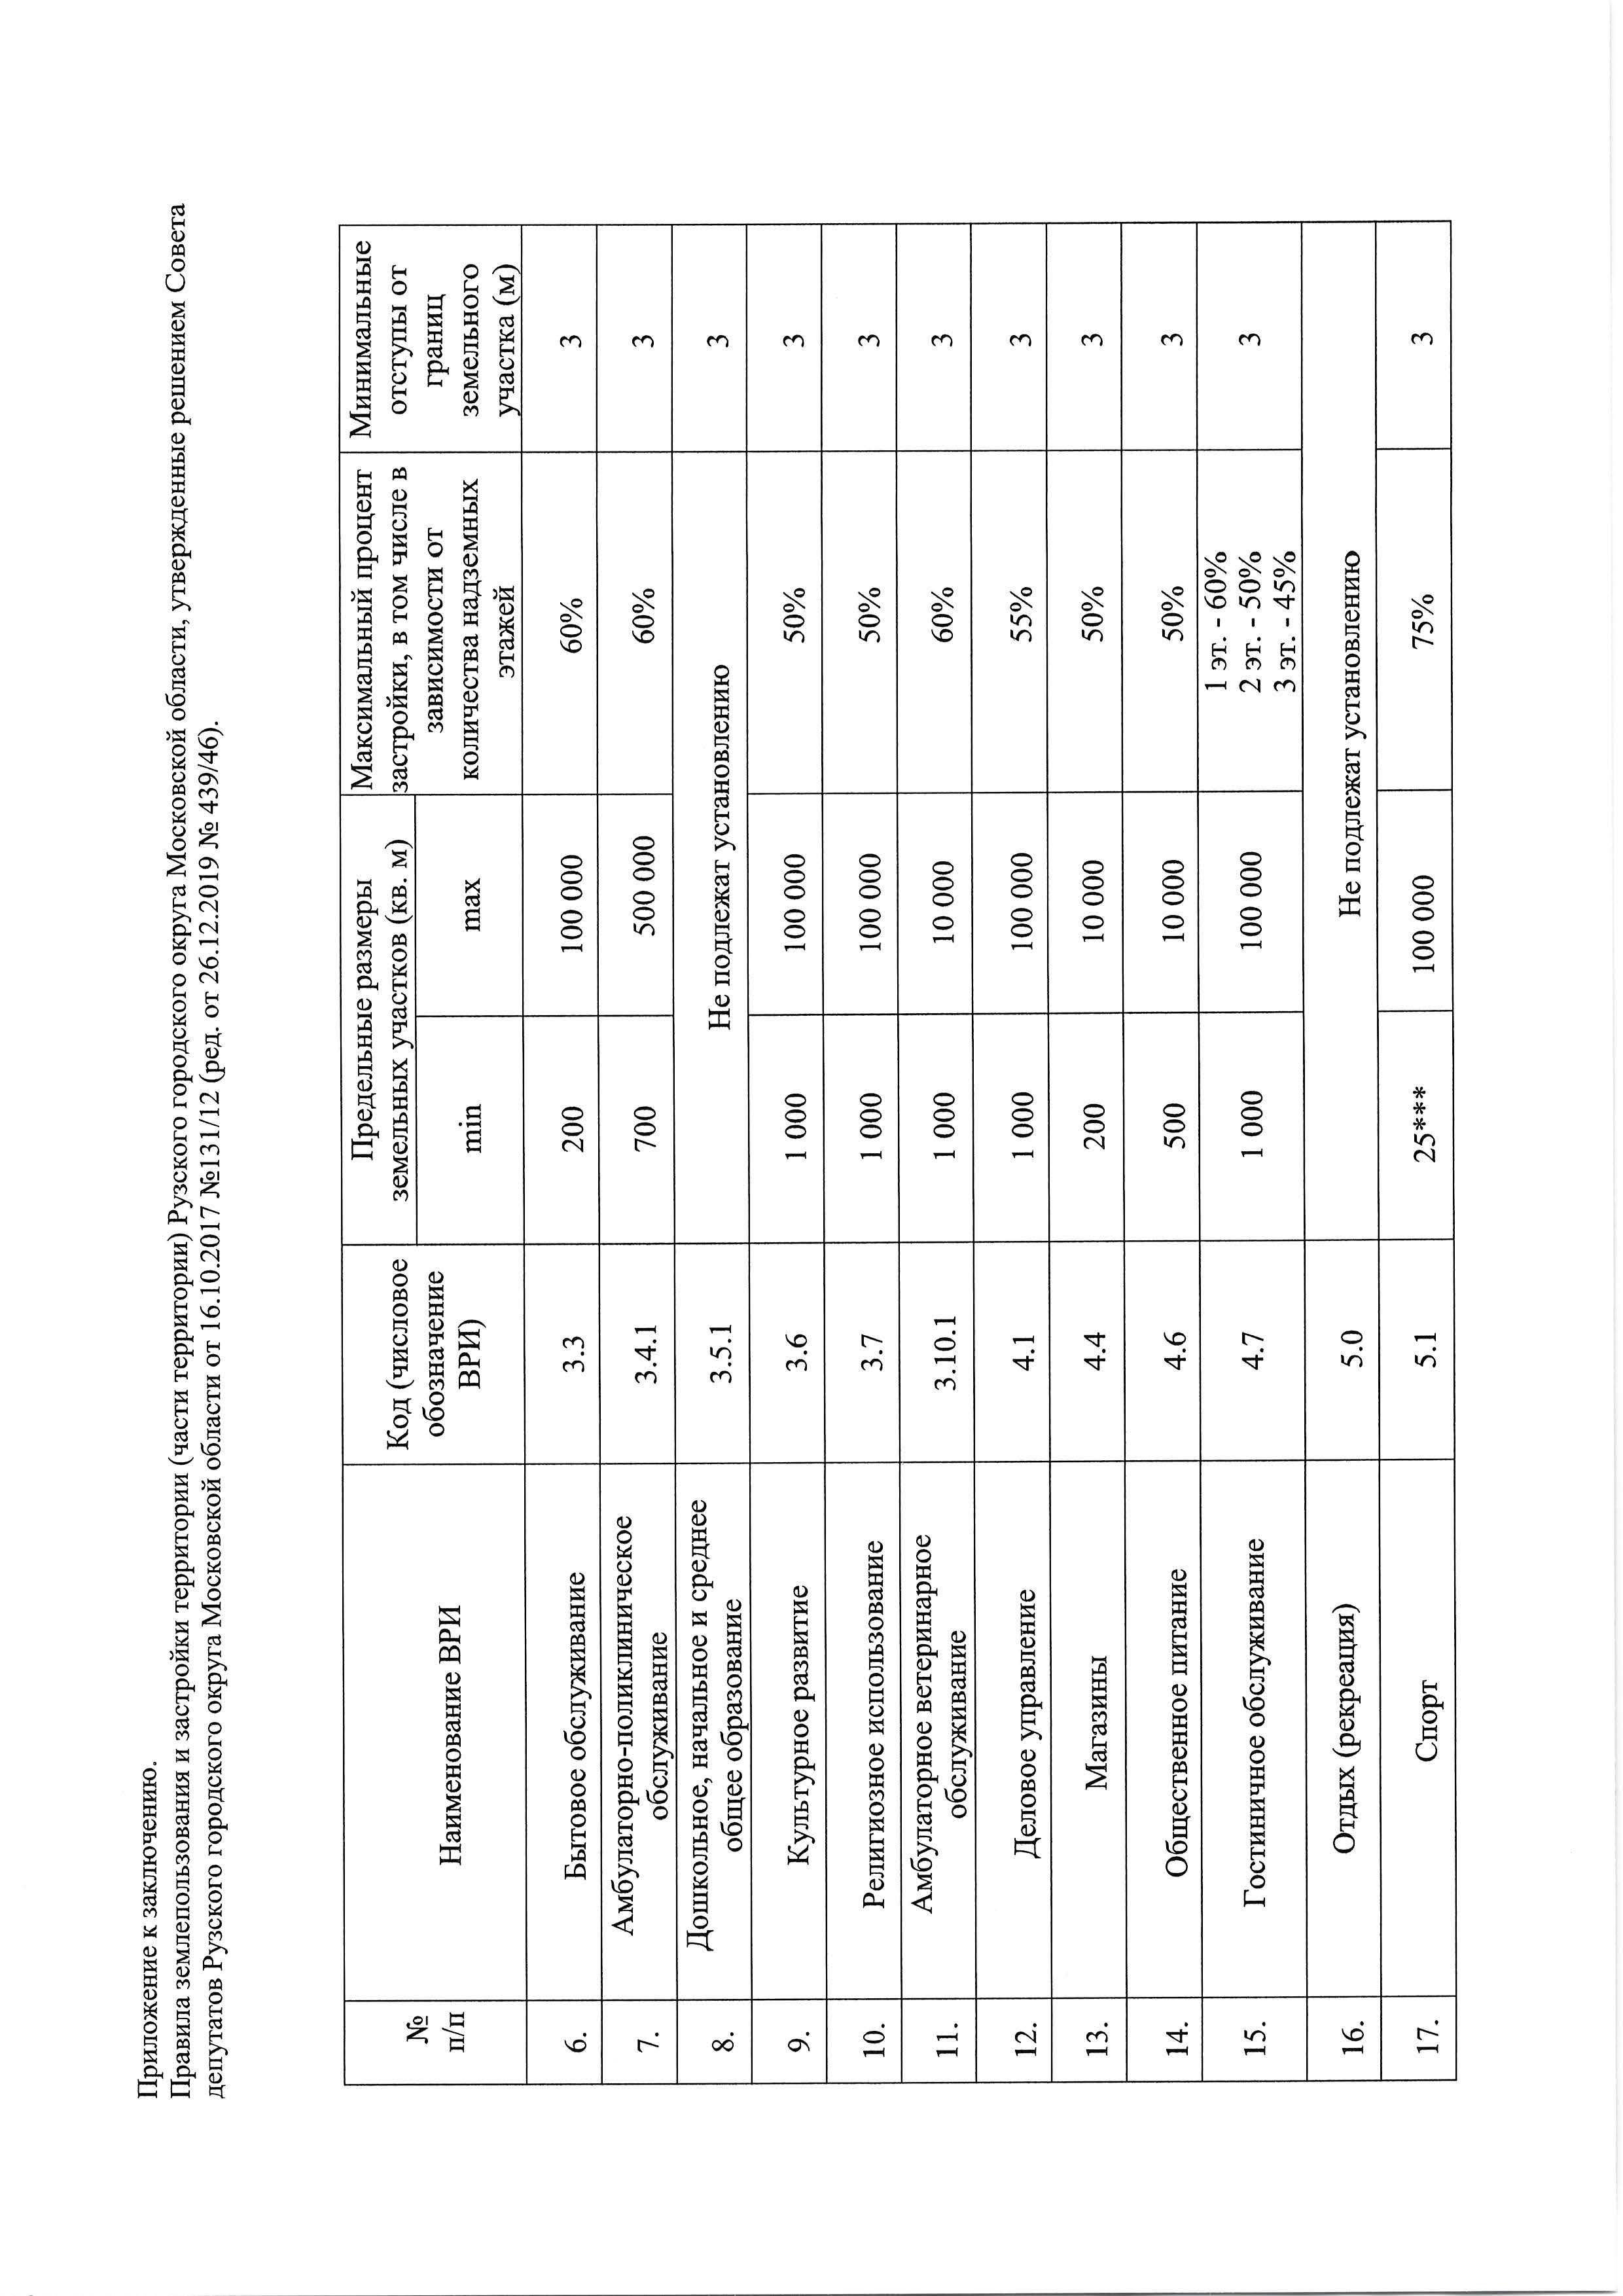 Приложение к заключению.
Правила землепользования и застройки территории (части территории) Рузского городского округа Московской области, утвержденные решением Совета
депутатов Рузского городского округа Московской области от 16.10.2017 №131/12 (ред. от 26.12.2019 № 439/46).
№
п/п
Наименование ВРИ
Код (числовое
обозначение
ВРИ)
Предельные размеры
земельных участков (кв. м)
min
max
Максимальный процент
застройки, в том числе в
зависимости от
количества надземных
этажей
Минимальные
отступы от
границ
земельного
участка (м)
6. Бытовое обслуживание 3.3 200 100 000 60% 3
7. Амбулаторно-поликлиническое
обслуживание 3.4.1 700 500 000 60% 3
8. Дошкольное, начальное и среднее
общее образование 3.5.1 Не подлежат установлению 3
9. Культурное развитие 3.6 1 000 100 000 50% 3
10. Религиозное использование 3.7 1 000 100 000 50% 3
11. Амбулаторное ветеринарное
обслуживание 3.10.1 1 000 10 000 60% 3
12. Деловое управление 4.1 1 000 100 000 55% 3
13. Магазины 4.4 200 10 000 50% 3
14. Общественное питание 4.6 500 10 000 50% 3
15. Гостиничное обслуживание 4.7 1 000 100 000 1 эт. - 60%
2 эт. - 50%
3 эт. - 45%
3
16. Отдых (рекреация) 5.0 Не подлежат установлению
17. Спорт 5.1 25*** 100 000 75% 3